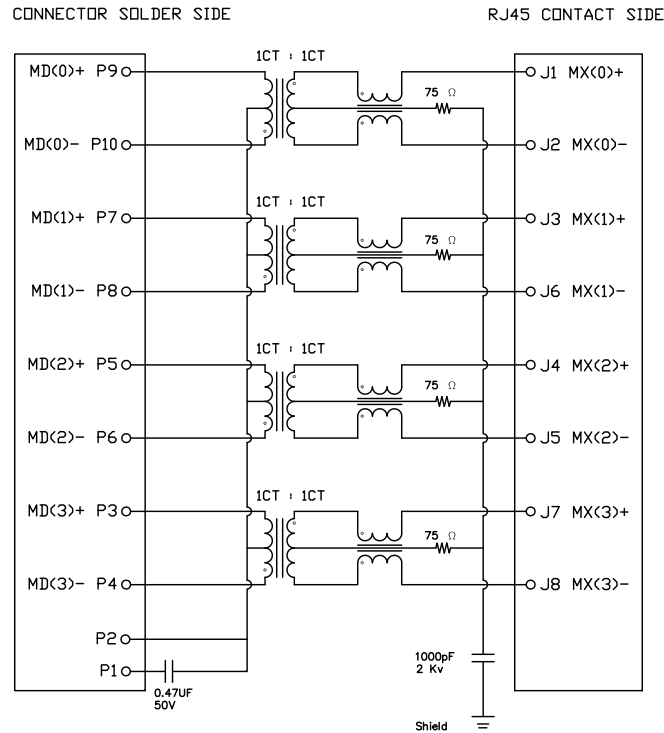 CONNECTOR SOLDER SIDE
RJ45 CONTACT SIDE
1CT : 1CT
MD(0)+ P9
J1 MX(0)+
75 Ω
MD(0)- P10
J2 MX(0)-
1CT : 1CT
MD(1)+ P7
J3 MX(1)+
75 Ω
MD(1)- P8
J6 MX(1)-
1CT : 1CT
MD(2)+ P5
J4 MX(2)+
75 Ω
MD(2)- P6
J5 MX(2)-
1CT : 1CT
MD(3)+ P3
J7 MX(3)+
75 Ω
MD(3)- P4
J8 MX(3)-
P2
P1
0.47UF
50V
1000pF
2 Kv
Shield